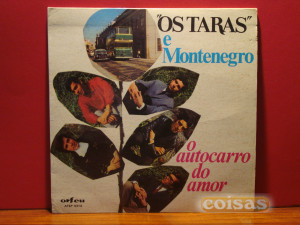 "OS TARAS"
e
Montenegro
o
autocarro
do
amor
orfeu
coisas